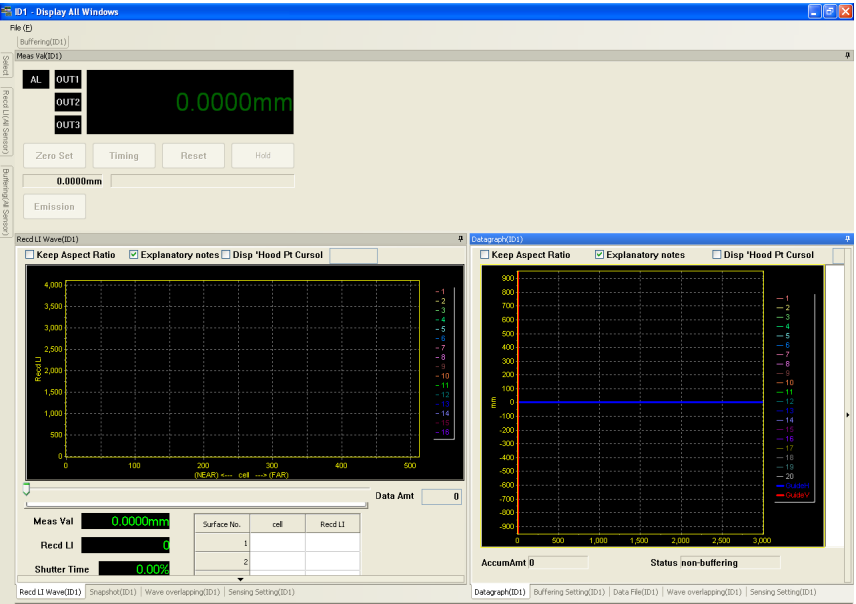 ID1 - Display All Windows
File (F)
Buffering(ID1)
Meas Val(ID1)
Select
Recd LI(All Sensor)
Buffering(All Sensor)
AL OUT1
OUT2
OUT3
0.0000mm
Zero Set Timing Reset Hold
0.0000mm
Emission
Recd LI Wave(ID1)
Keep Aspect Ratio Explanatory notes Disp 'Hood Pt Cursol
4,000
3,500
3,000
2,500
2,000
1,500
1,000
500
0
Recd LI
0 100 200 300 400 500
(NEAR) <--- cell ---> (FAR)
1
2
3
4
5
6
7
8
9
10
11
12
13
14
15
16
Data Amt 0
Meas Val 0.0000mm
Recd LI 0
Shutter Time 0.00%
Surface No. cell Recd LI
1
2
Recd LI Wave(ID1) Snapshot(ID1) Wave overlapping(ID1) Sensing Setting(ID1)
Datagraph(ID1)
Keep Aspect Ratio Explanatory notes Disp 'Hood Pt Cursol
900
800
700
600
500
400
300
200
100
0
-100
-200
-300
-400
-500
-600
-700
-800
-900
mm
0 500 1,000 1,500 2,000 2,500 3,000
1
2
3
4
5
6
7
8
9
10
11
12
13
14
15
16
17
18
19
20
GuideH
GuideV
AccumAmt 0 Status non-buffering
Datagraph(ID1) Buffering Setting(ID1) Data File(ID1) Wave overlapping(ID1) Sensing Setting(ID1)